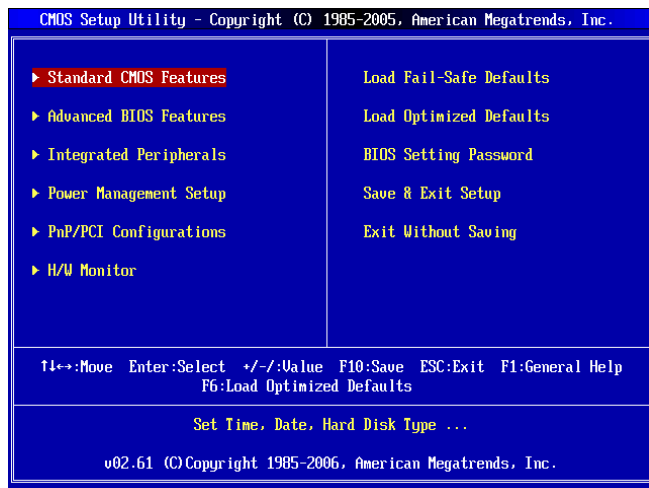 CMOS Setup Utility - Copyright (C) 1985-2005, American Megatrends, Inc.
▶ Standard CMOS Features
▶ Advanced BIOS Features
▶ Integrated Peripherals
▶ Power Management Setup
▶ PnP/PCI Configurations
▶ H/W Monitor
Load Fail-Safe Defaults
Load Optimized Defaults
BIOS Setting Password
Save & Exit Setup
Exit Without Saving
↑↓↔:Move Enter:Select +/-/:Value F10:Save ESC:Exit F1:General Help
F6:Load Optimized Defaults
Set Time, Date, Hard Disk Type ...
v02.61 (C)Copyright 1985-2006, American Megatrends, Inc.